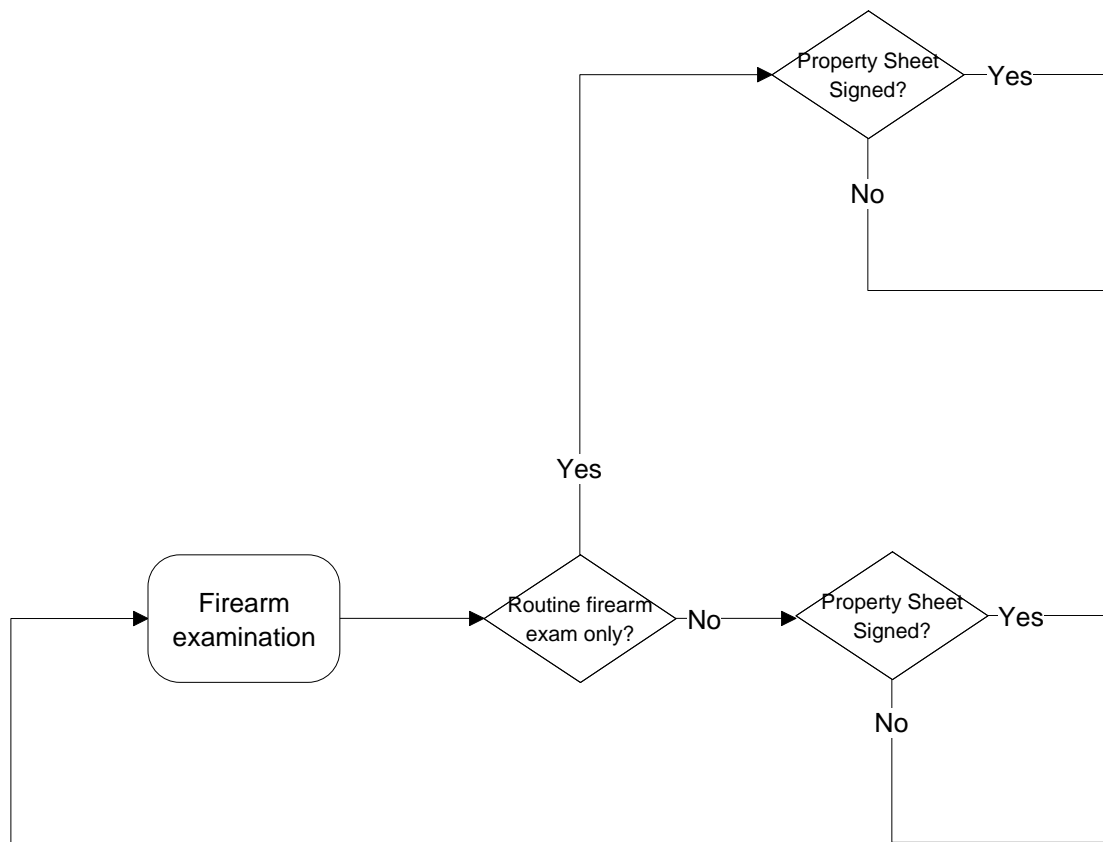 Property Sheet
Signed?
Yes
No
Yes
Firearm
examination
Routine firearm
exam only?
No
Property Sheet
Signed?
Yes
No